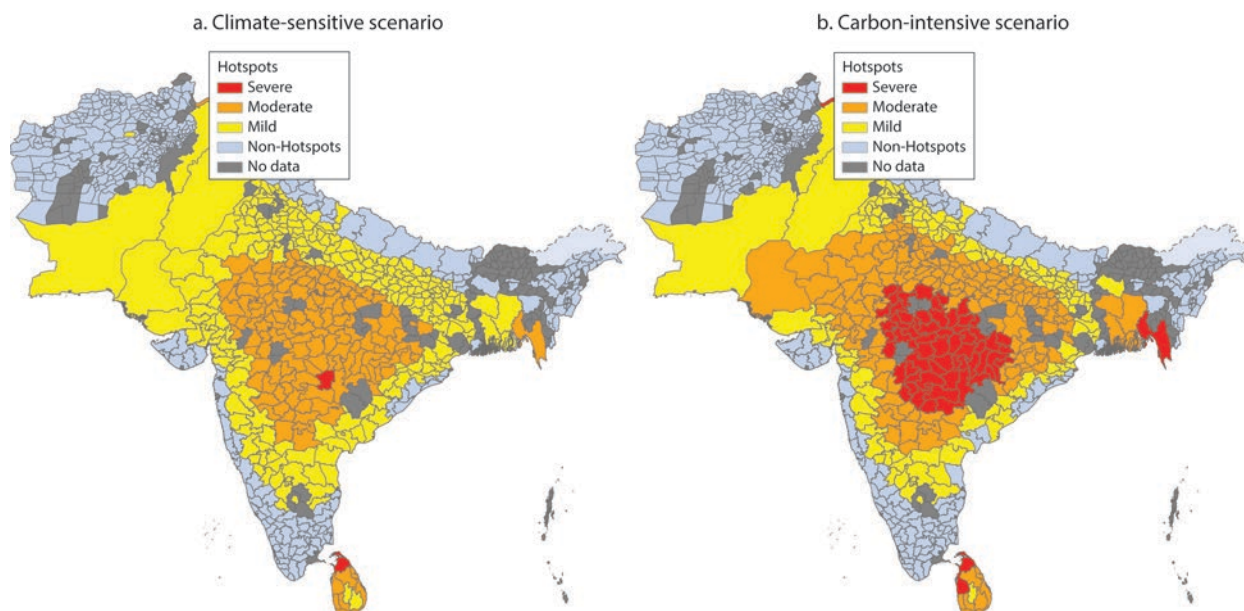 a. Climate-sensitive scenario
Hotspots
Severe
Moderate
Mild
Non-Hotspots
No data
b. Carbon-intensive scenario
Hotspots
Severe
Moderate
Mild
Non-Hotspots
No data